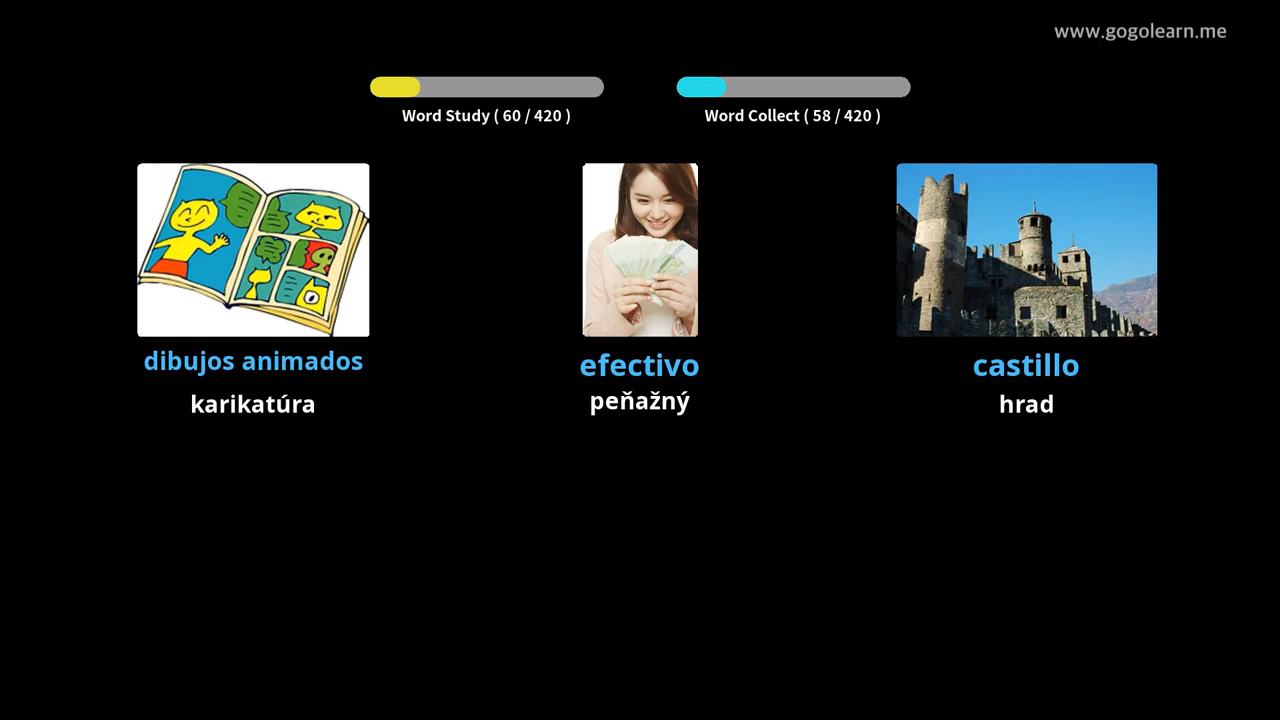 www.gogolearn.me
Word Study ( 60 / 420 )
Word Collect ( 58 / 420 )
dibujos animados
karikatúra
efectivo
peňažný
castillo
hrad